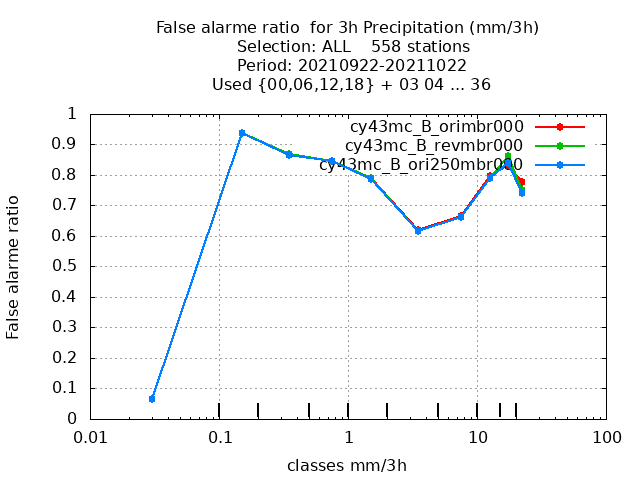 False alarme ratio  for 3h Precipitation (mm/3h)
Selection: ALL    558 stations
Period: 20210922-20211022
Used {00,06,12,18} + 03 04 ... 36
cy43mc_B_orimbr000
cy43mc_B_revmbr000
cy43mc_B_ori250mbr000
1
0.9
0.8
0.7
0.6
0.5
0.4
0.3
0.2
0.1
0
False alarme ratio
0.01 0.1 1 10 100
classes mm/3h